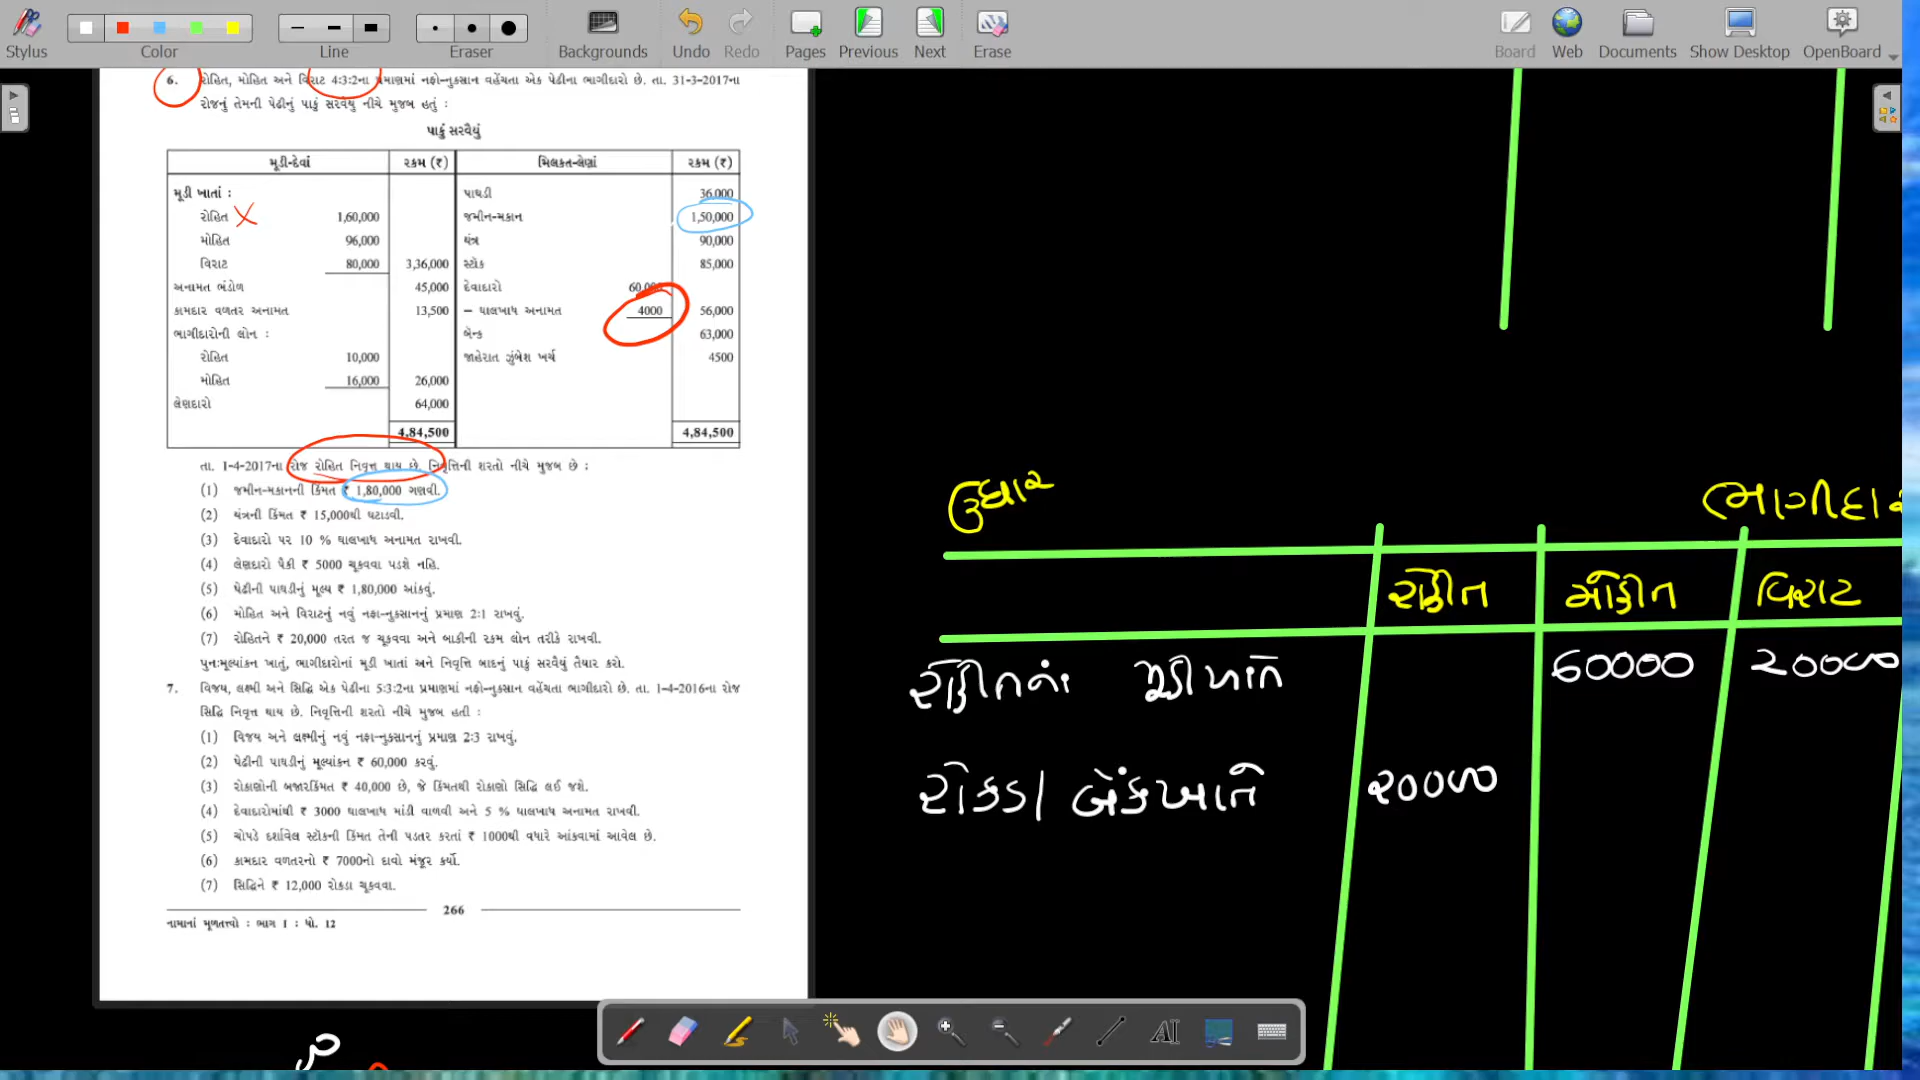 Stylus
Color
Line
Eraser
Backgrounds
Undo
Redo
Pages
Previous
Next
Erase
Board
Web
Documents
Show Desktop
OpenBoard
6. રોહિત, મોહિત અને વિરાટ 4:3:2ના પ્રમાણમાં નફો-નુકસાન વહેંચતા એક પેઢીના ભાગીદારો છે. તા. 31-3-2017ના
રોજનું તેમની પેઢીનું પાકું સરવૈયું નીચે મુજબ હતું :
પાકું સરવૈયું
મૂડી-દેવાં રકમ (₹) મિલકત-લેણાં રકમ (₹)
મૂડી ખાતાં : પાઘડી 36,000
રોહિત 1,60,000 જમીન-મકાન 1,50,000
મોહિત 96,000 યંત્ર 90,000
વિરાટ 80,000 3,36,000 સ્ટૉક 85,000
અનામત ભંડોળ 45,000 દેવાદારો 60,000
કામદાર વળતર અનામત 13,500 – ઘાલખાધ અનામત 4000 56,000
ભાગીદારોની લોન : બૅન્ક 63,000
રોહિત 10,000 જાહેરાત ઝુંબેશ ખર્ચ 4500
મોહિત 16,000 26,000
લેણદારો 64,000
4,84,500 4,84,500
તા. 1-4-2017ના રોજ રોહિત નિવૃત્ત થાય છે. નિવૃત્તિની શરતો નીચે મુજબ છે :
(1) જમીન-મકાનની કિંમત ₹ 1,80,000 ગણવી.
(2) યંત્રની કિંમત ₹ 15,000થી ઘટાડવી.
(3) દેવાદારો પર 10 % ઘાલખાધ અનામત રાખવી.
(4) લેણદારો પૈકી ₹ 5000 ચૂકવવા પડશે નહિ.
(5) પેઢીની પાઘડીનું મૂલ્ય ₹ 1,80,000 આંકવું.
(6) મોહિત અને વિરાટનું નવું નફા-નુકસાનનું પ્રમાણ 2:1 રાખવું.
(7) રોહિતને ₹ 20,000 તરત જ ચૂકવવા અને બાકીની રકમ લોન તરીકે રાખવી.
પુનઃમૂલ્યાંકન ખાતું, ભાગીદારોનાં મૂડી ખાતાં અને નિવૃત્તિ બાદનું પાકું સરવૈયું તૈયાર કરો.
7. વિજય, લક્ષ્મી અને સિદ્ધિ એક પેઢીના 5:3:2ના પ્રમાણમાં નફો-નુકસાન વહેંચતા ભાગીદારો છે. તા. 1-4-2016ના રોજ
સિદ્ધિ નિવૃત્ત થાય છે. નિવૃત્તિની શરતો નીચે મુજબ હતી :
(1) વિજય અને લક્ષ્મીનું નવું નફા-નુકસાનનું પ્રમાણ 2:3 રાખવું.
(2) પેઢીની પાઘડીનું મૂલ્યાંકન ₹ 60,000 કરવું.
(3) રોકાણોની બજારકિંમત ₹ 40,000 છે, જે કિંમતથી રોકાણો સિદ્ધિ લઈ જશે.
(4) દેવાદારોમાંથી ₹ 3000 ઘાલખાધ માંડી વાળવી અને 5 % ઘાલખાધ અનામત રાખવી.
(5) ચોપડે દર્શાવેલ સ્ટૉકની કિંમત તેની પડતર કરતાં ₹ 1000થી વધારે આંકવામાં આવેલ છે.
(6) કામદાર વળતરનો ₹ 7000નો દાવો મંજૂર કર્યો.
(7) સિદ્ધિને ₹ 12,000 રોકડા ચૂકવવા.
266
નામાનાં મૂળતત્ત્વો : ભાગ I : ધો. 12
ઉધાર
રોહીત મોહીત વિરાટ
રોહીતનાં મૂડી ખાતે 60000 20000
રોકડ/બેંક ખાતે 20000